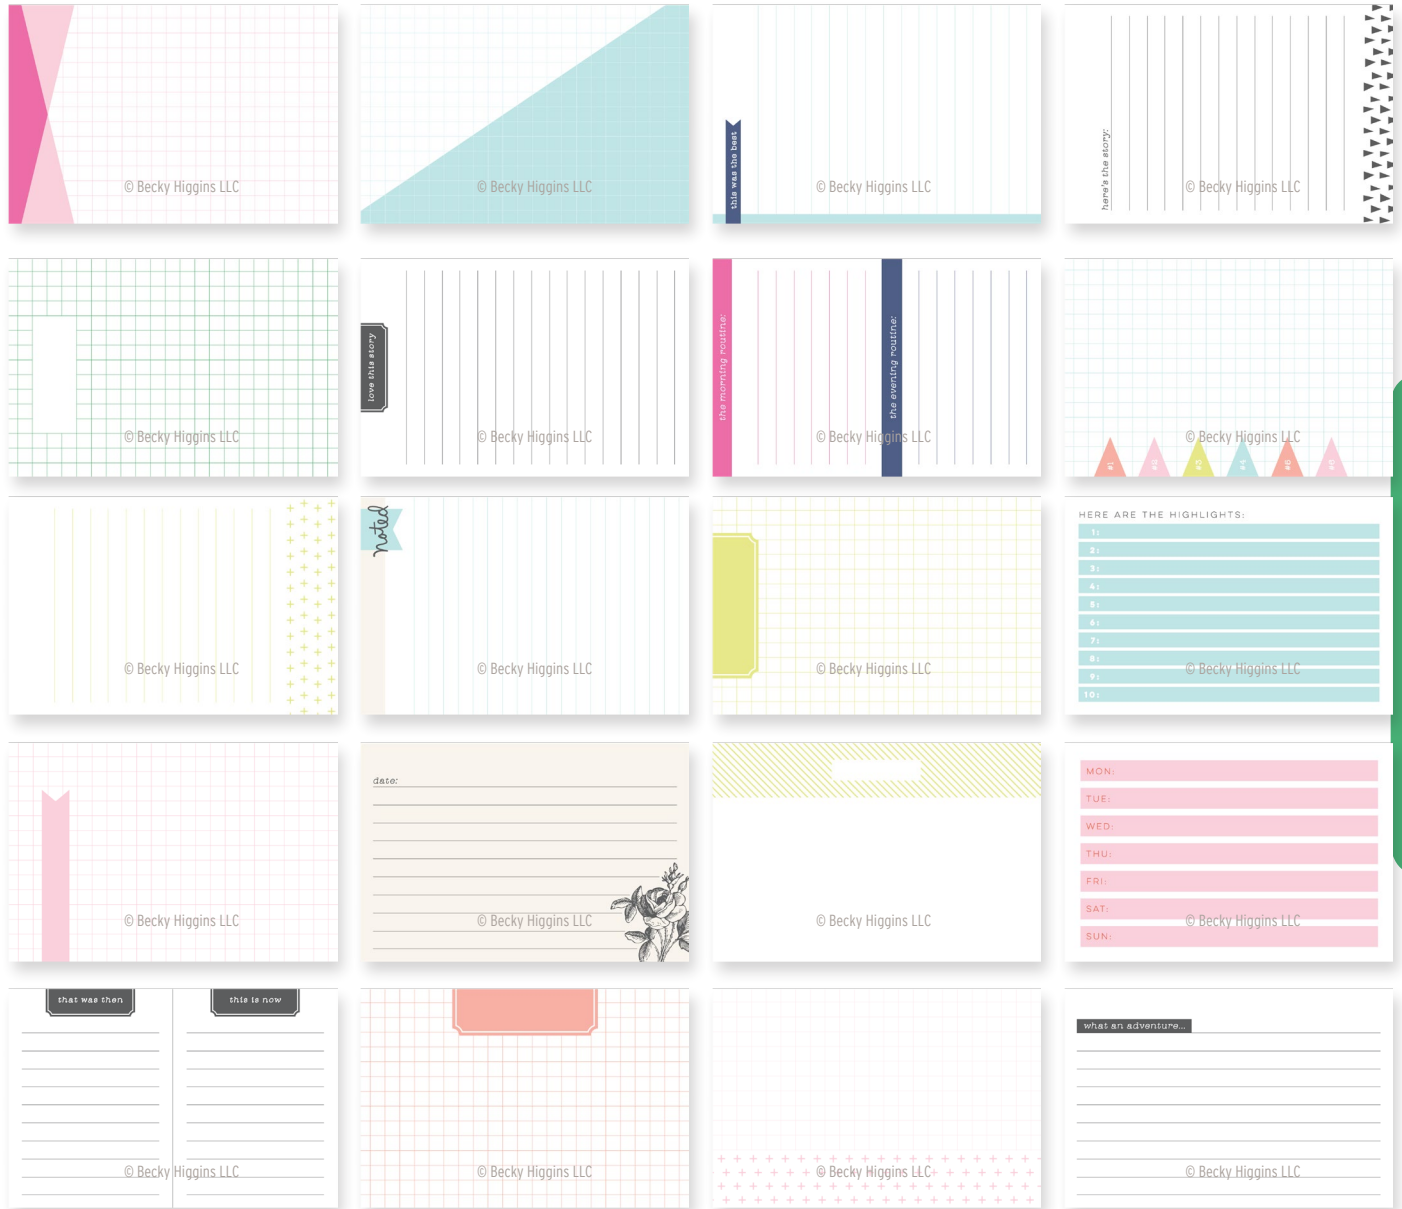 © Becky Higgins LLC
© Becky Higgins LLC
this was the best
© Becky Higgins LLC
here's the story:
© Becky Higgins LLC
© Becky Higgins LLC
love this story
© Becky Higgins LLC
the morning routine:
the evening routine:
© Becky Higgins LLC
© Becky Higgins LLC
#1
#2
#3
#4
© Becky Higgins LLC
noted
© Becky Higgins LLC
© Becky Higgins LLC
HERE ARE THE HIGHLIGHTS:
1:
2:
3:
4:
5:
6:
7:
8:
© Becky Higgins LLC
9:
10:
© Becky Higgins LLC
date:
© Becky Higgins LLC
© Becky Higgins LLC
MON:
TUE:
WED:
THU:
FRI:
SAT:
© Becky Higgins LLC
SUN:
that was then
this is now
© Becky Higgins LLC
© Becky Higgins LLC
© Becky Higgins LLC
what an adventure...
© Becky Higgins LLC